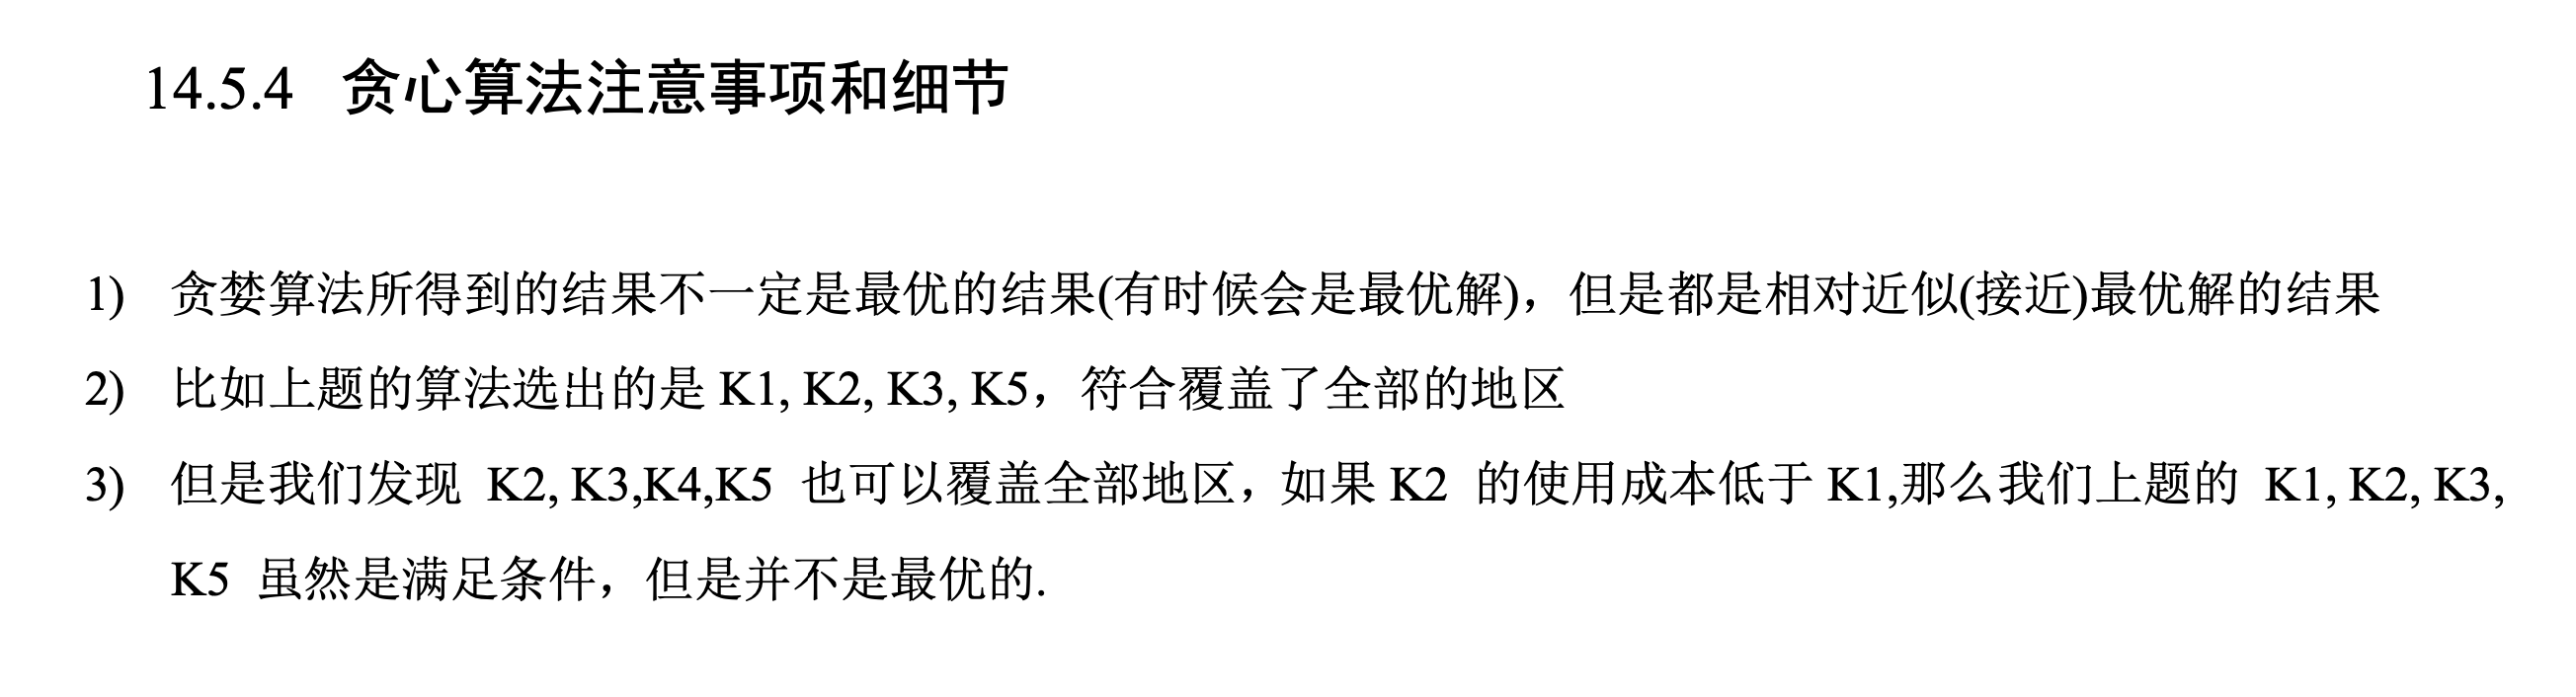 14.5.4 贪心算法注意事项和细节
1) 贪婪算法所得到的结果不一定是最优的结果(有时候会是最优解)，但是都是相对近似(接近)最优解的结果
2) 比如上题的算法选出的是 K1, K2, K3, K5，符合覆盖了全部的地区
3) 但是我们发现 K2, K3,K4,K5 也可以覆盖全部地区，如果 K2 的使用成本低于 K1,那么我们上题的 K1, K2, K3,
K5 虽然是满足条件，但是并不是最优的.